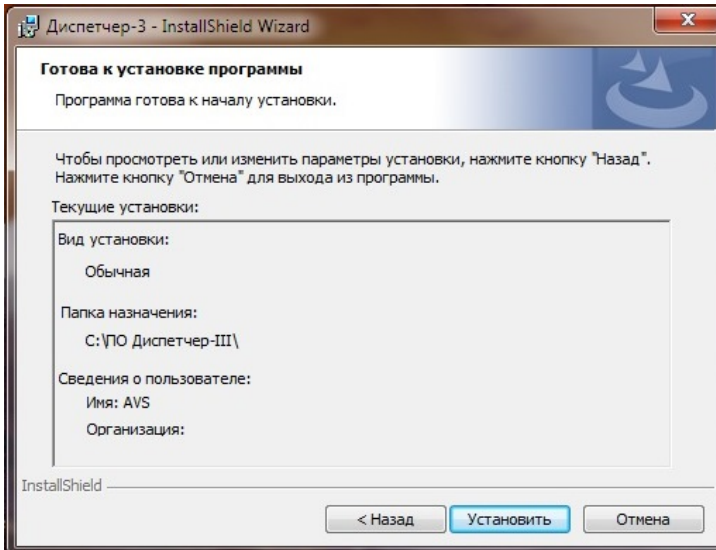 Диспетчер-3 - InstallShield Wizard
Готова к установке программы
Программа готова к началу установки.
Чтобы просмотреть или изменить параметры установки, нажмите кнопку "Назад".
Нажмите кнопку "Отмена" для выхода из программы.
Текущие установки:
Вид установки:
Обычная
Папка назначения:
C:\ПО Диспетчер-III\
Сведения о пользователе:
Имя: AVS
Организация:
InstallShield
< Назад
Установить
Отмена